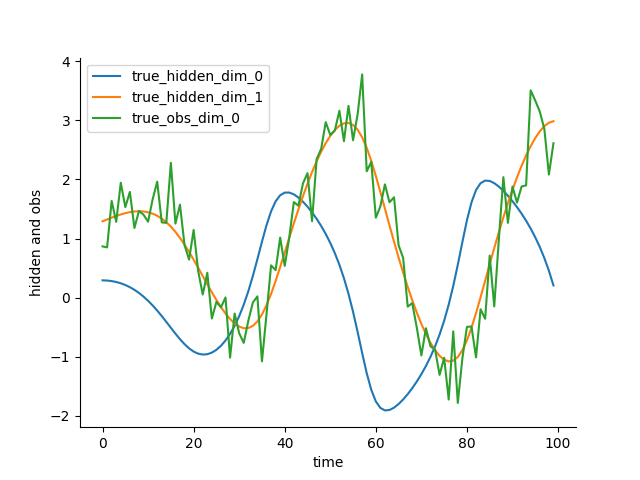 4
3
2
1
0
−1
−2
hidden and obs
true_hidden_dim_0
true_hidden_dim_1
true_obs_dim_0
0 20 40 60 80 100
time